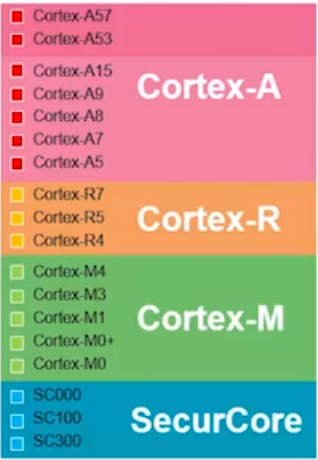 Cortex-A57
Cortex-A53
Cortex-A15
Cortex-A9
Cortex-A8
Cortex-A7
Cortex-A5
Cortex-A
Cortex-R7
Cortex-R5
Cortex-R4
Cortex-R
Cortex-M4
Cortex-M3
Cortex-M1
Cortex-M0+
Cortex-M0
Cortex-M
SC000
SC100
SC300
SecurCore